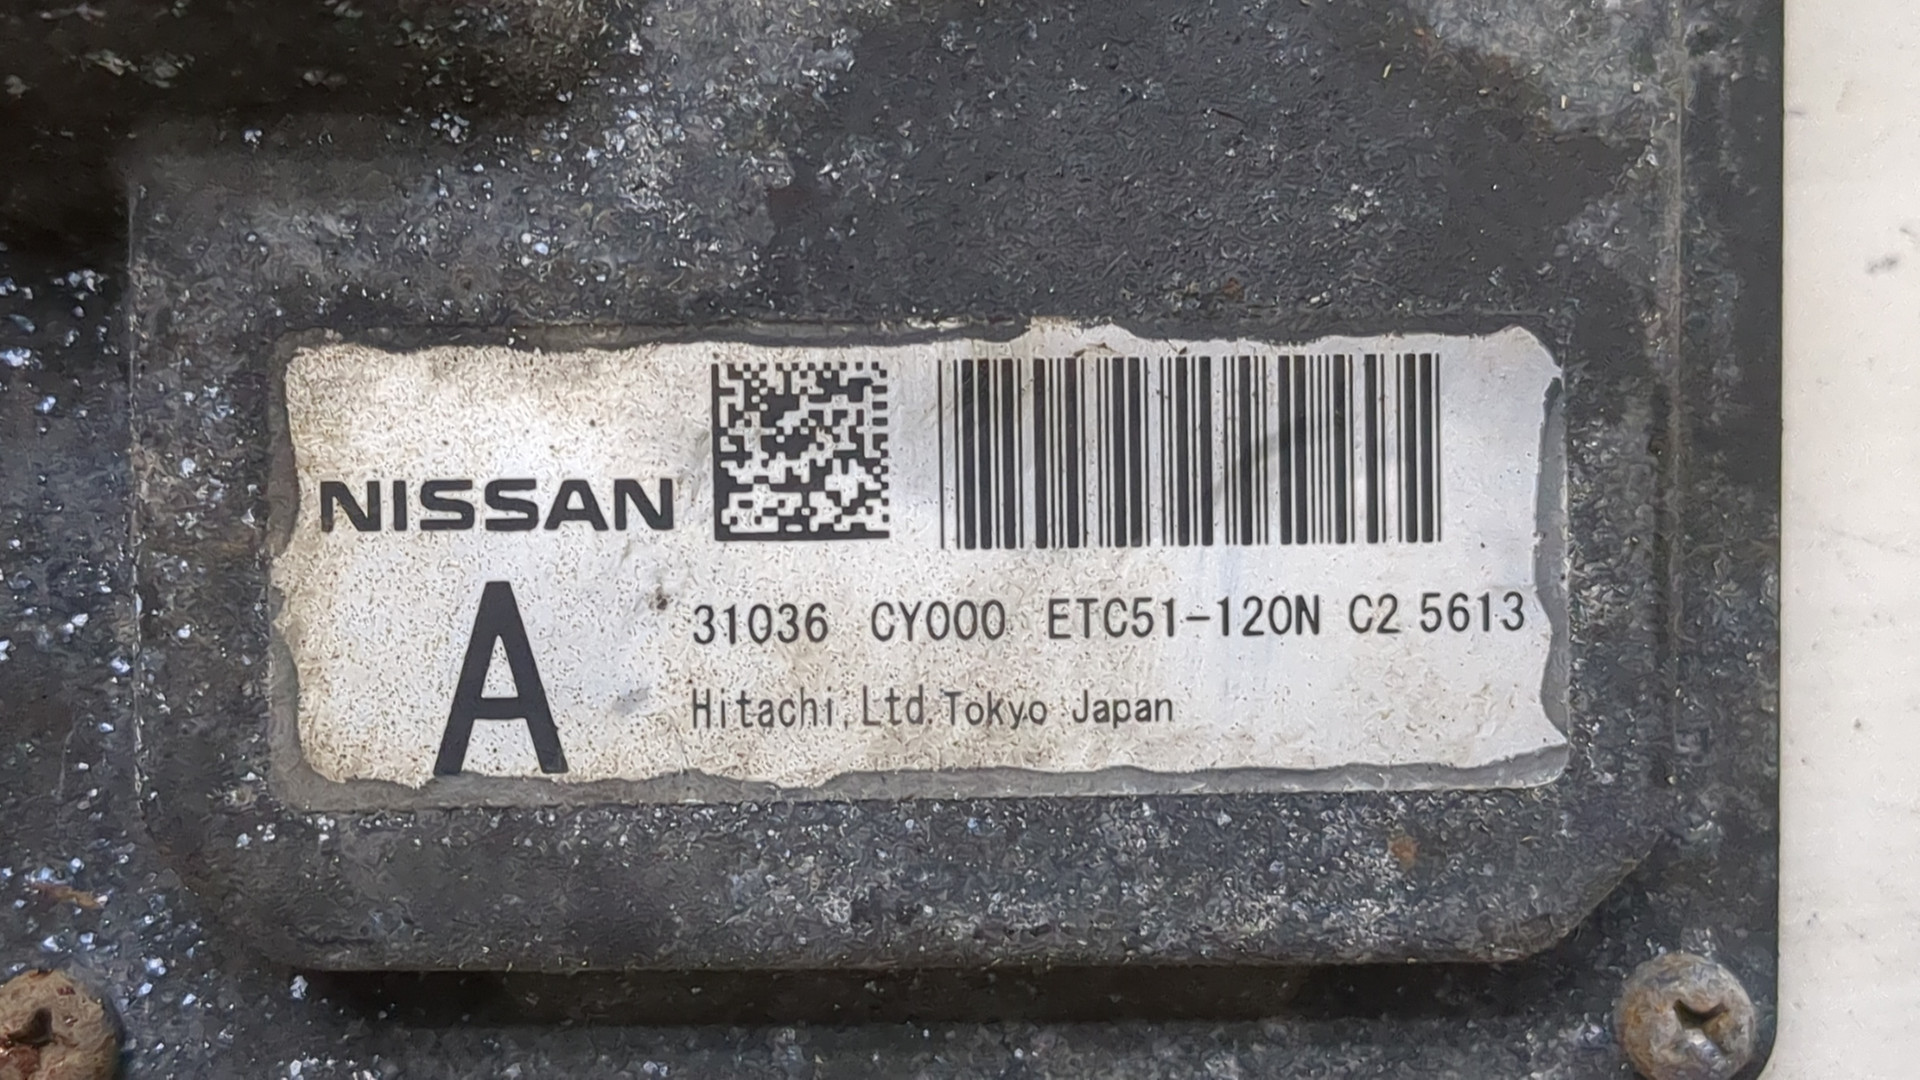 NISSAN
A
31036 CY000 ETC51-120N C2 5613
Hitachi, Ltd. Tokyo Japan